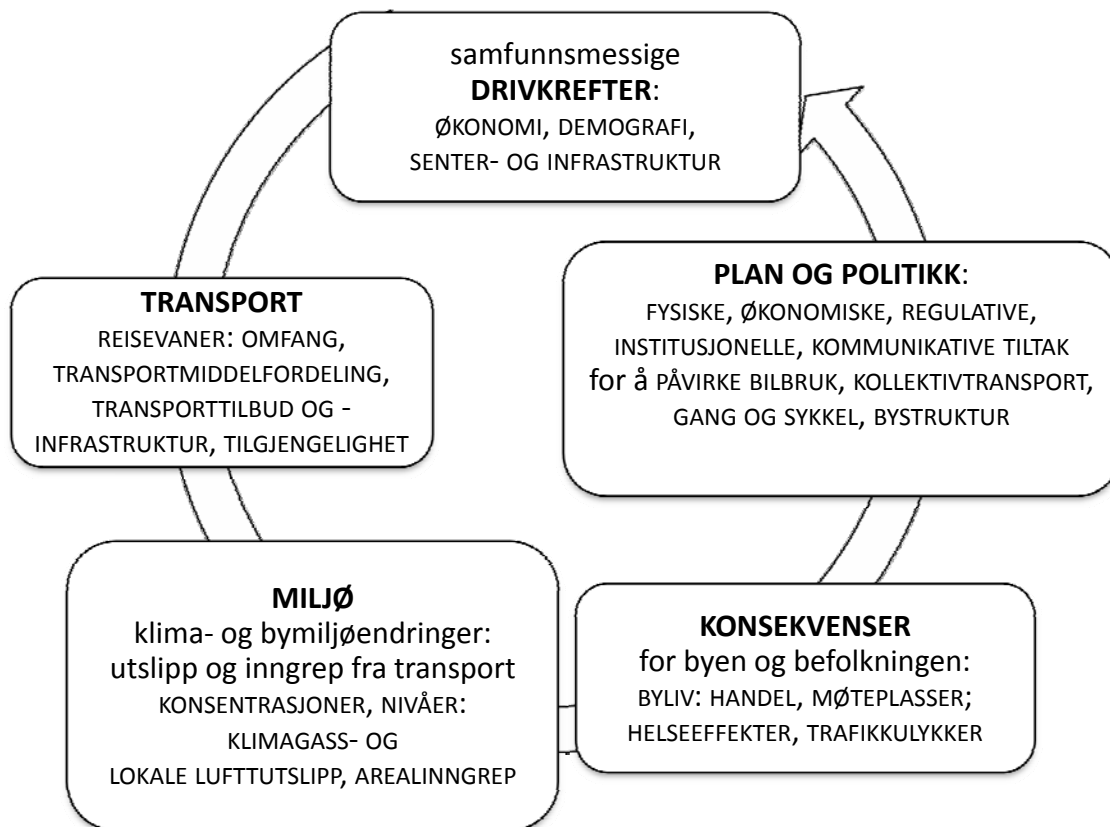 samfunnsmessige
DRIVKREFTER:
ØKONOMI, DEMOGRAFI,
SENTER- OG INFRASTRUKTUR
PLAN OG POLITIKK:
FYSISKE, ØKONOMISKE, REGULATIVE,
INSTITUSJONELLE, KOMMUNIKATIVE TILTAK
for å PÅVIRKE BILBRUK, KOLLEKTIVTRANSPORT,
GANG OG SYKKEL, BYSTRUKTUR
TRANSPORT
REISEVANER: OMFANG,
TRANSPORTMIDDELFORDELING,
TRANSPORTTILBUD OG -
INFRASTRUKTUR, TILGJENGELIGHET
MILJØ
klima- og bymiljøendringer:
utslipp og inngrep fra transport
KONSENTRASJONER, NIVÅER:
KLIMAGASS- OG
LOKALE LUFTTUTSLIPP, AREALINNGREP
KONSEKVENSER
for byen og befolkningen:
BYLIV: HANDEL, MØTEPLASSER;
HELSEEFFEKTER, TRAFIKKULYKKER